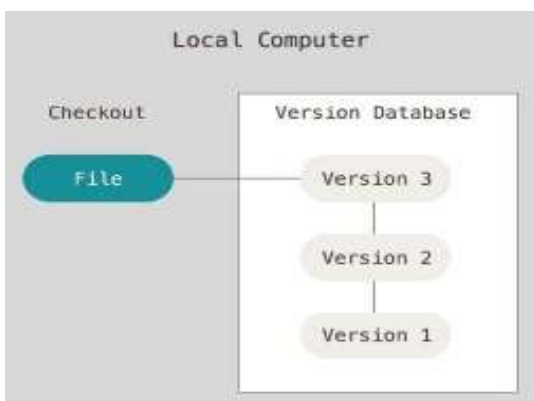 Local Computer
Checkout
Version Database
File
Version 3
Version 2
Version 1